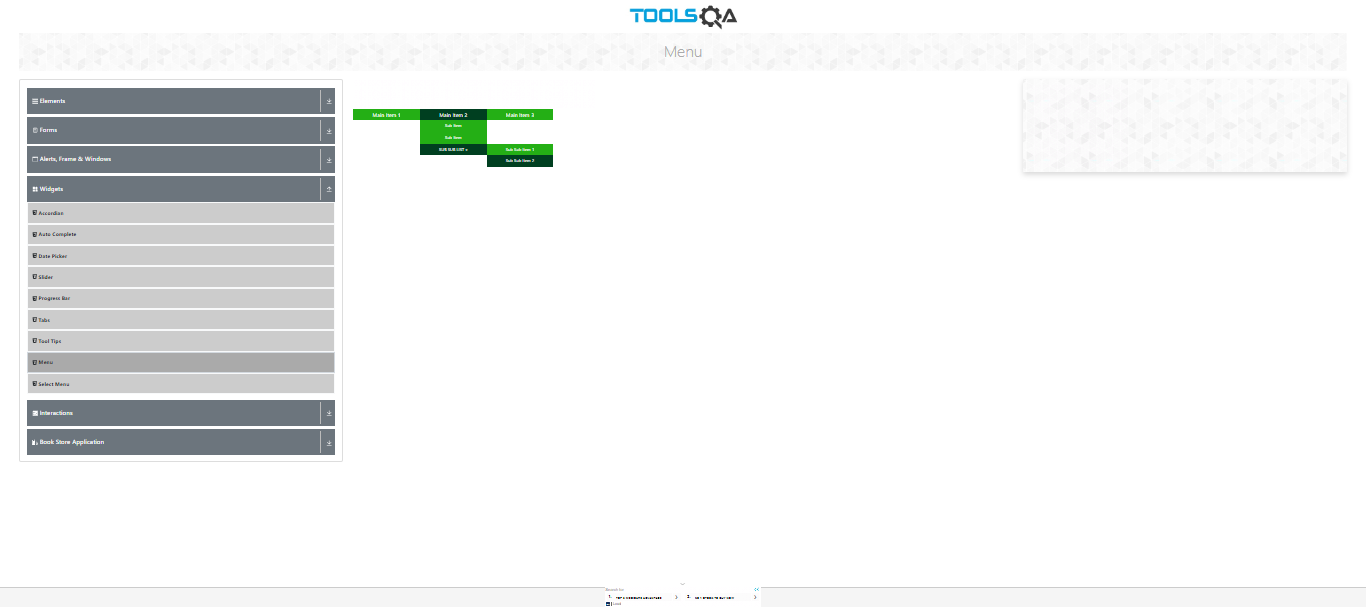 TOOLSQA
Menu
Elements
Forms
Alerts, Frame & Windows
Widgets
Accordian
Auto Complete
Date Picker
Slider
Progress Bar
Tabs
Tool Tips
Menu
Select Menu
Interactions
Book Store Application
Main Item 1
Main Item 2
Main Item 3
Sub Item
Sub Item
SUB SUB LIST »
Sub Sub Item 1
Sub Sub Item 2
1.
2.